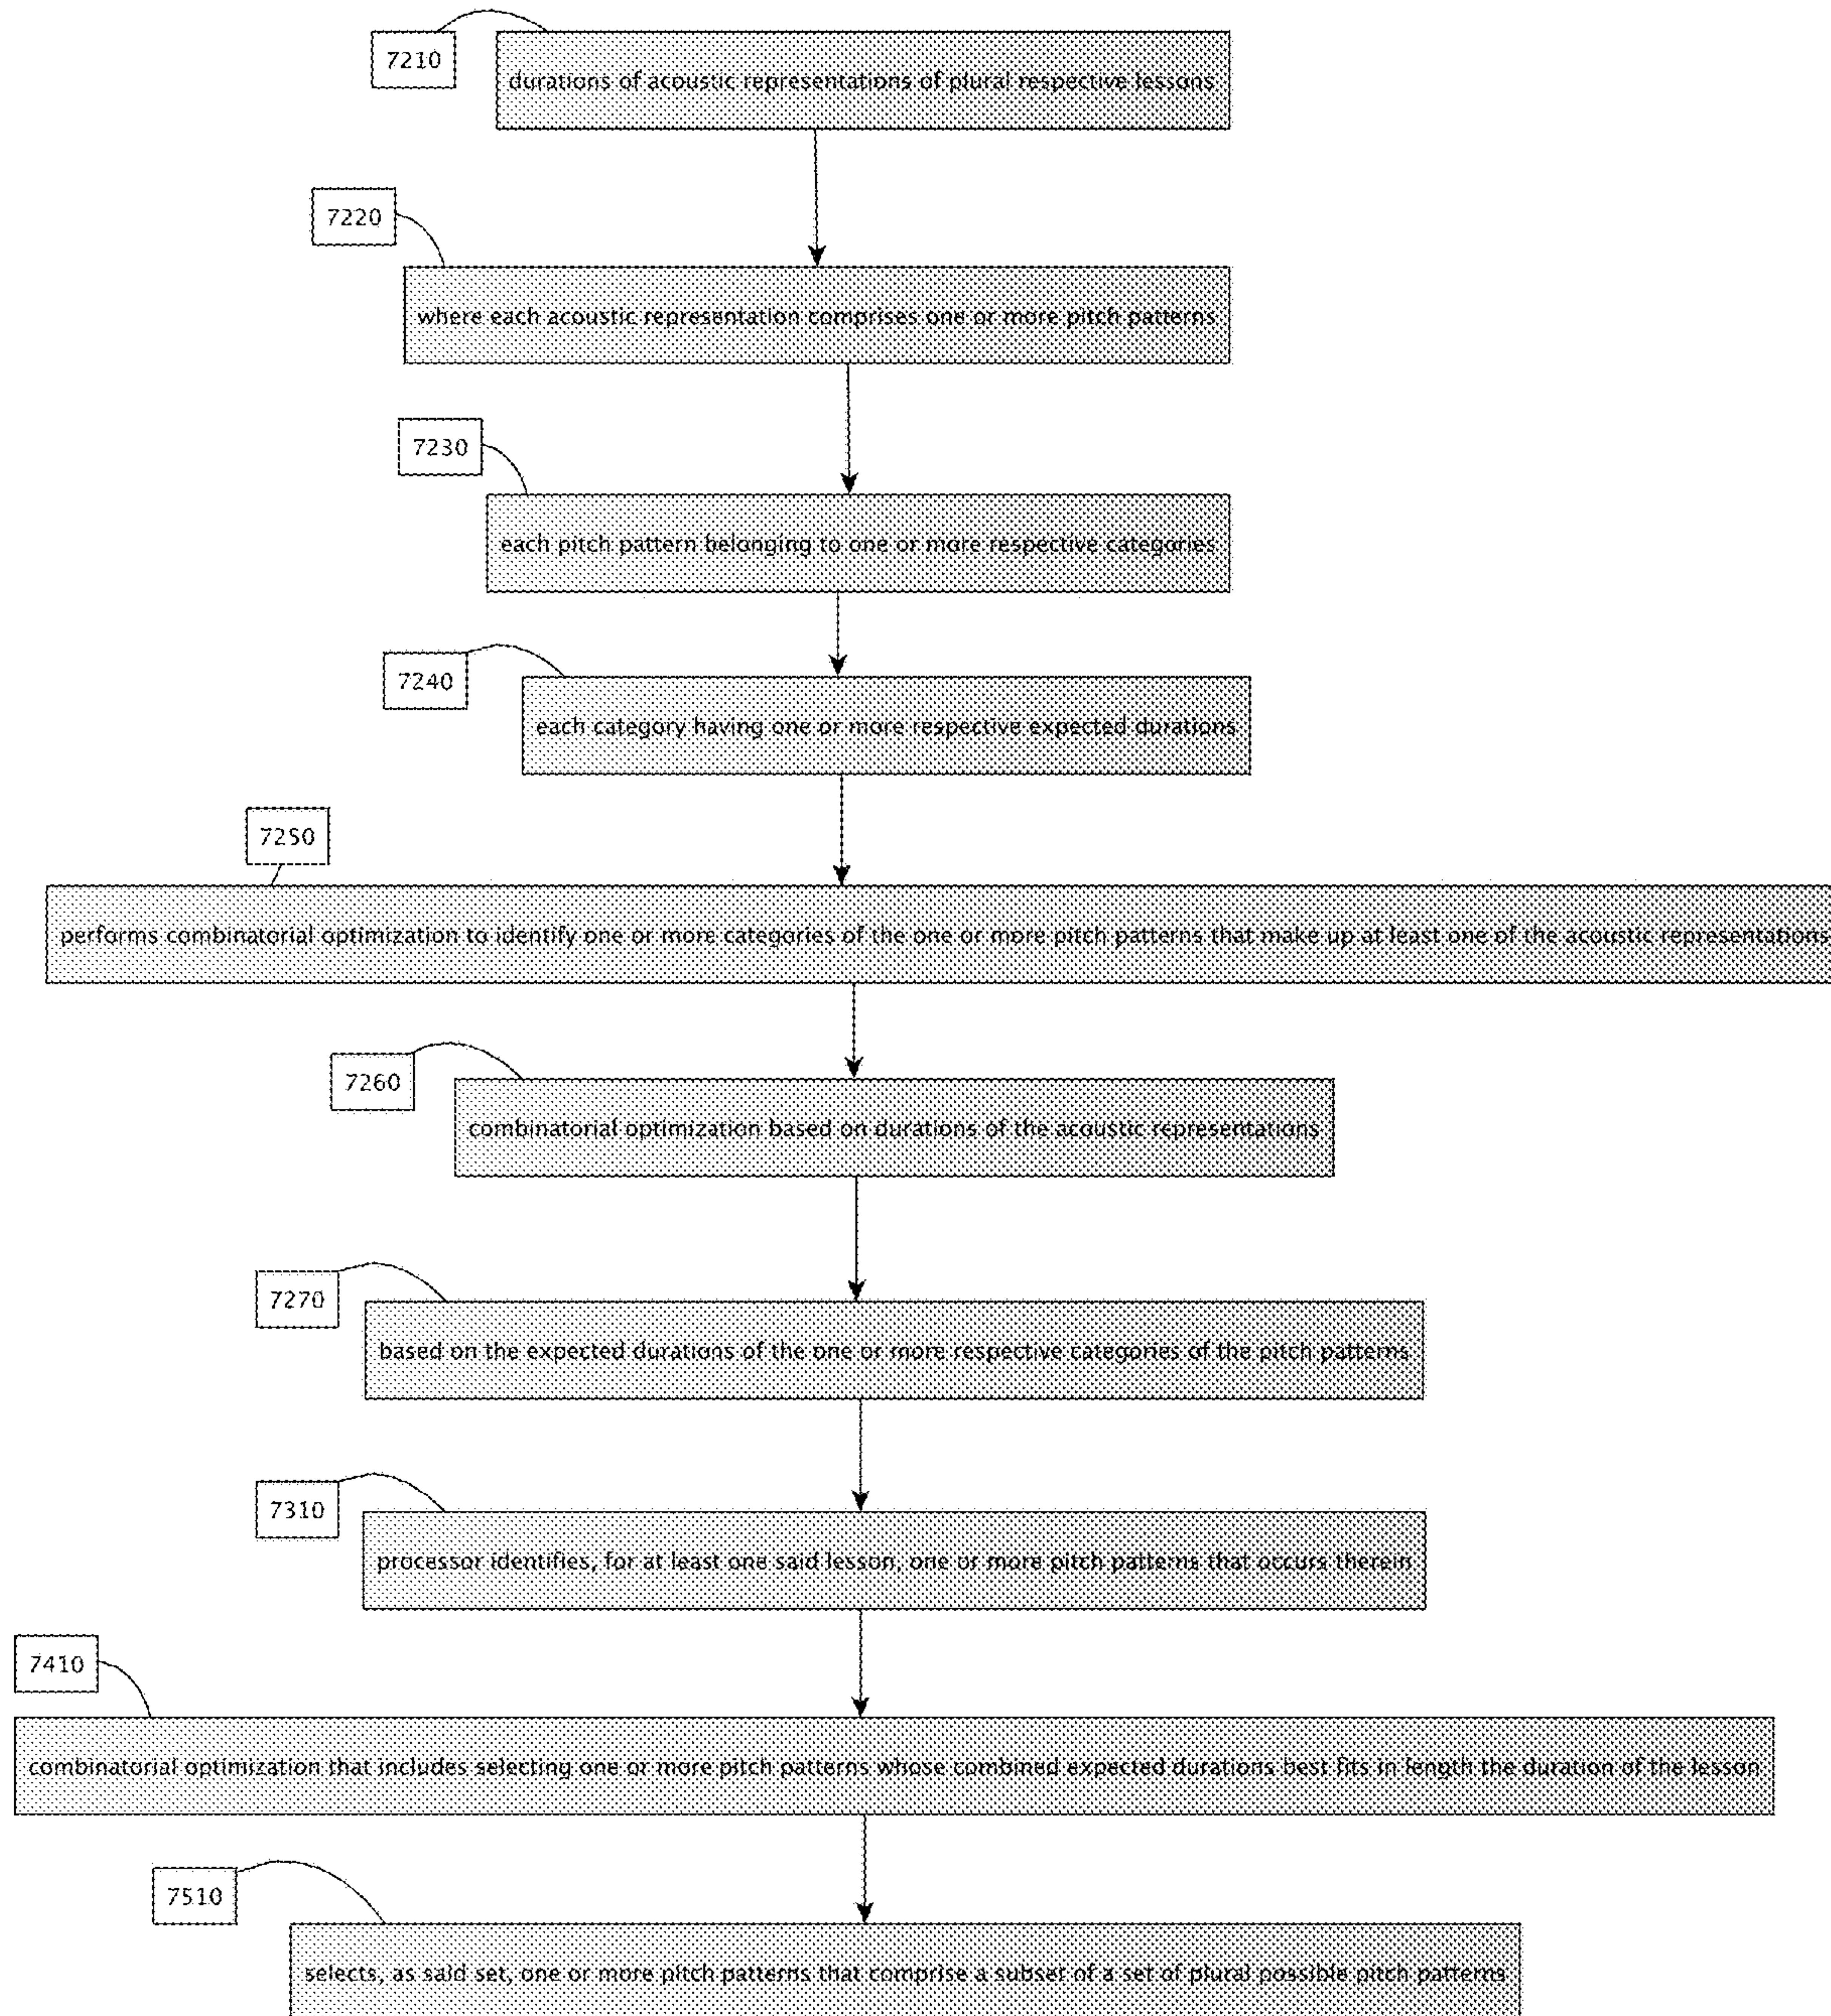 7210
durations of acoustic representations of plural respective lessons
7220
where each acoustic representation comprises one or more pitch patterns
7230
each pitch pattern belonging to one or more respective categories
7240
each category having one or more respective expected durations
7250
performs combinatorial optimization to identify one or more categories of the one or more pitch patterns that make up at least one of the acoustic representations
7260
combinatorial optimization based on durations of the acoustic representations
7270
based on the expected durations of the one or more respective categories of the pitch patterns
7310
processor identifies, for at least one said lesson, one or more pitch patterns that occurs therein
7410
combinatorial optimization that includes selecting one or more pitch patterns whose combined expected durations best fits in length the duration of the lesson
7510
selects, as said set, one or more pitch patterns that comprise a subset of a set of plural possible pitch patterns